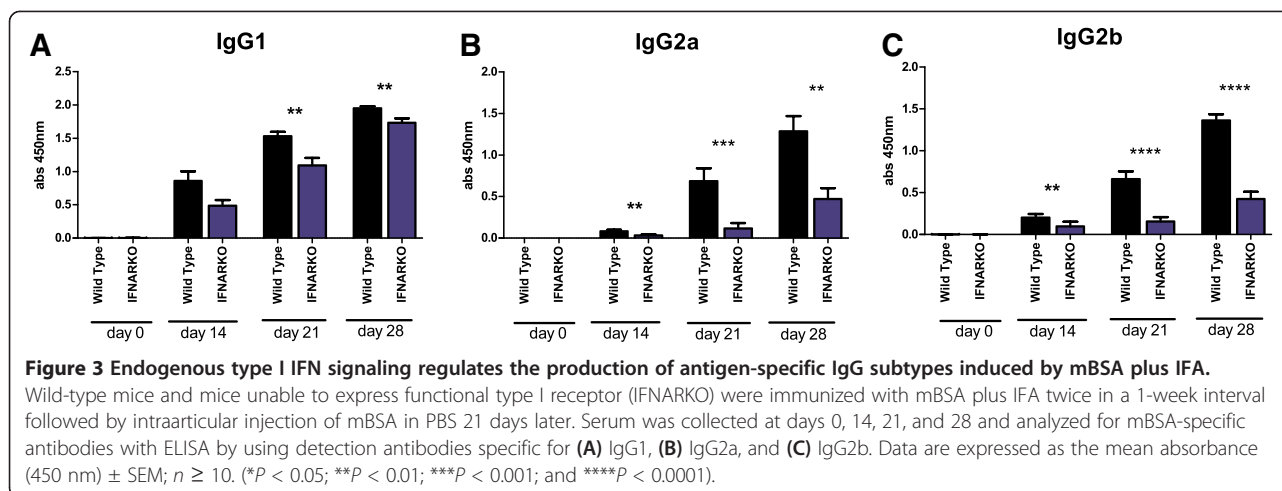 A
IgG1
abs 450nm
2.5
2.0
1.5
1.0
0.5
0.0
**
**
Wild Type
IFNARKO
Wild Type
IFNARKO
Wild Type
IFNARKO
Wild Type
IFNARKO
day 0
day 14
day 21
day 28
B
IgG2a
abs 450nm
2.0
1.5
1.0
0.5
0.0
**
***
**
Wild Type
IFNARKO
Wild Type
IFNARKO
Wild Type
IFNARKO
Wild Type
IFNARKO
day 0
day 14
day 21
day 28
C
IgG2b
abs 450nm
2.0
1.5
1.0
0.5
0.0
**
****
****
Wild Type
IFNARKO
Wild Type
IFNARKO
Wild Type
IFNARKO
Wild Type
IFNARKO
day 0
day 14
day 21
day 28
Figure 3 Endogenous type I IFN signaling regulates the production of antigen-specific IgG subtypes induced by mBSA plus IFA.
Wild-type mice and mice unable to express functional type I receptor (IFNARKO) were immunized with mBSA plus IFA twice in a 1-week interval
followed by intraarticular injection of mBSA in PBS 21 days later. Serum was collected at days 0, 14, 21, and 28 and analyzed for mBSA-specific
antibodies with ELISA by using detection antibodies specific for (A) IgG1, (B) IgG2a, and (C) IgG2b. Data are expressed as the mean absorbance
(450 nm) ± SEM; n ≥ 10. (*P < 0.05; **P < 0.01; ***P < 0.001; and ****P < 0.0001).